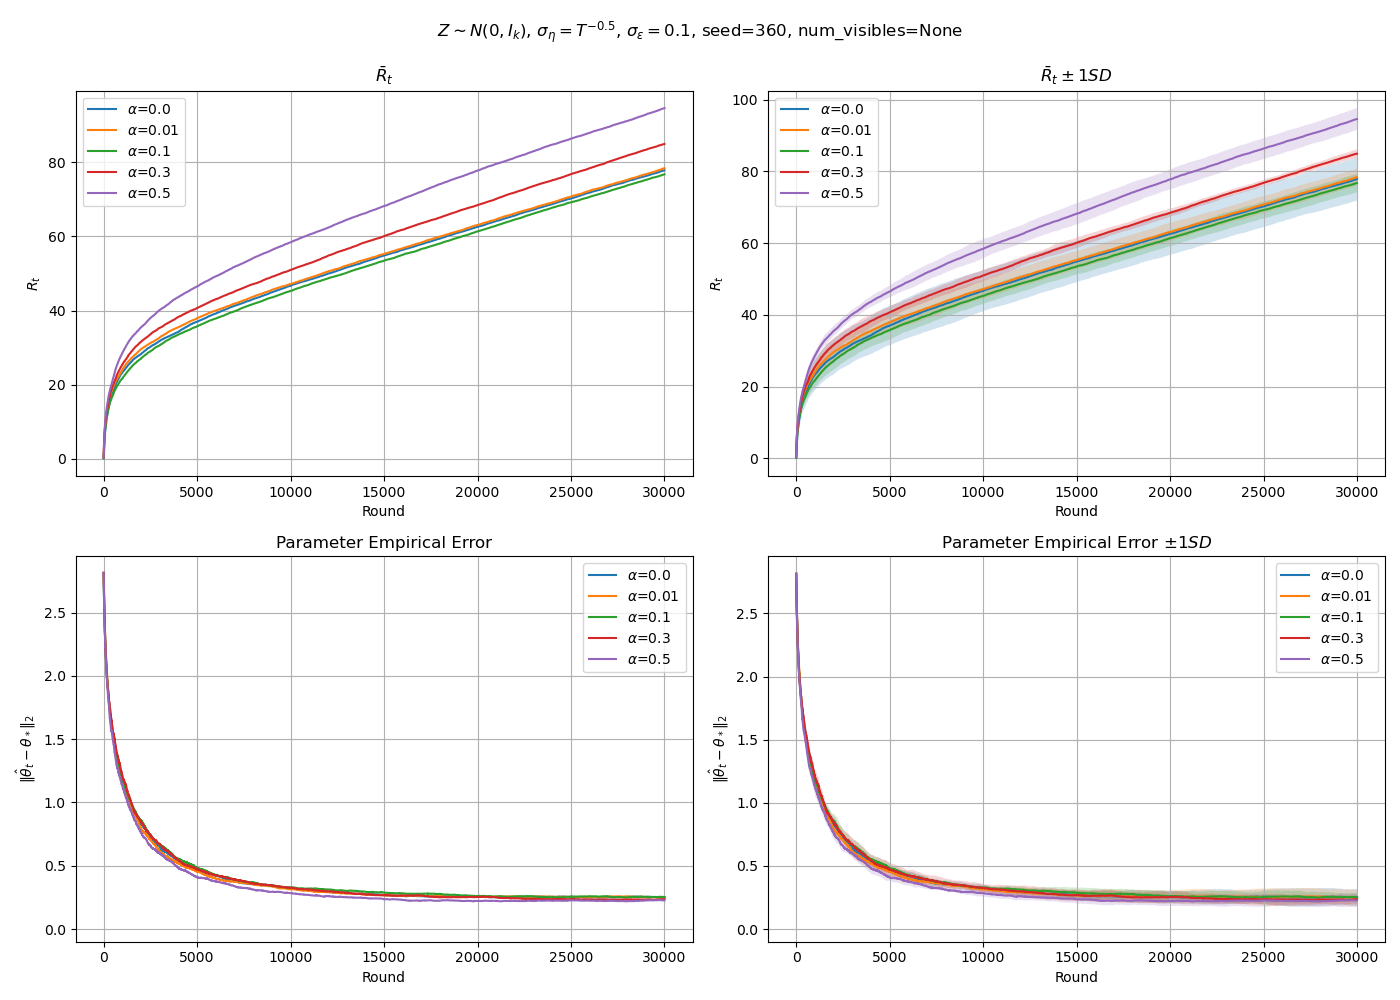 Z ~ N(0, I_k), σ_η = T^{−0.5}, σ_ε = 0.1, seed=360, num_visibles=None
R̄_t
α=0.0
α=0.01
α=0.1
α=0.3
α=0.5
R_t
80
60
40
20
0
0 5000 10000 15000 20000 25000 30000
Round
R̄_t ± 1SD
α=0.0
α=0.01
α=0.1
α=0.3
α=0.5
R_t
100
80
60
40
20
0
0 5000 10000 15000 20000 25000 30000
Round
Parameter Empirical Error
α=0.0
α=0.01
α=0.1
α=0.3
α=0.5
‖θ̂_t − θ_*‖_2
2.5
2.0
1.5
1.0
0.5
0.0
0 5000 10000 15000 20000 25000 30000
Round
Parameter Empirical Error ±1SD
α=0.0
α=0.01
α=0.1
α=0.3
α=0.5
‖θ̂_t − θ_*‖_2
2.5
2.0
1.5
1.0
0.5
0.0
0 5000 10000 15000 20000 25000 30000
Round